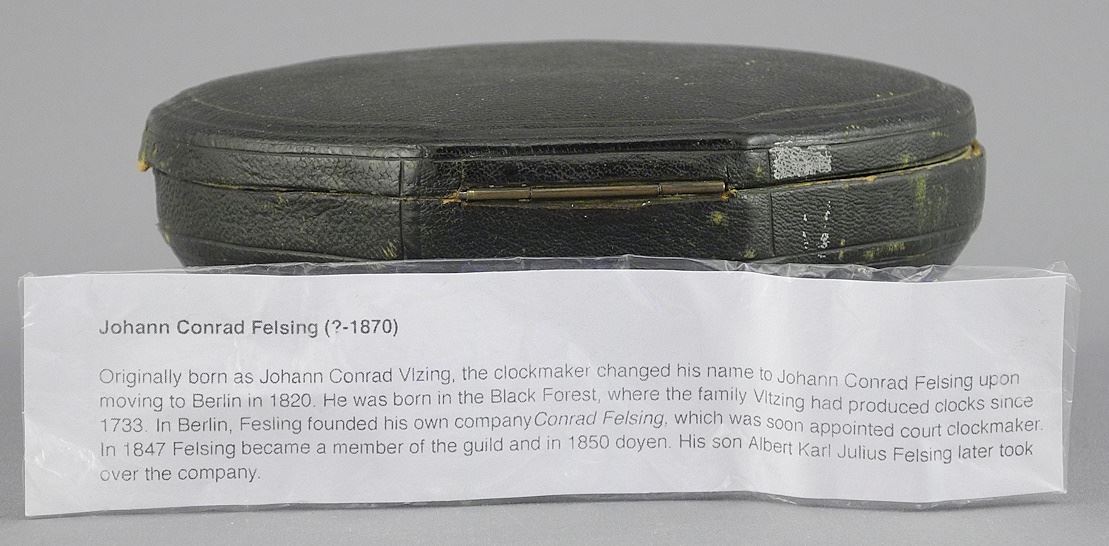 Johann Conrad Felsing (?-1870)
Originally born as Johann Conrad Vlzing, the clockmaker changed his name to Johann Conrad Felsing upon
moving to Berlin in 1820. He was born in the Black Forest, where the family Vltzing had produced clocks since
1733. In Berlin, Fesling founded his own company Conrad Felsing, which was soon appointed court clockmaker.
In 1847 Felsing became a member of the guild and in 1850 doyen. His son Albert Karl Julius Felsing later took
over the company.